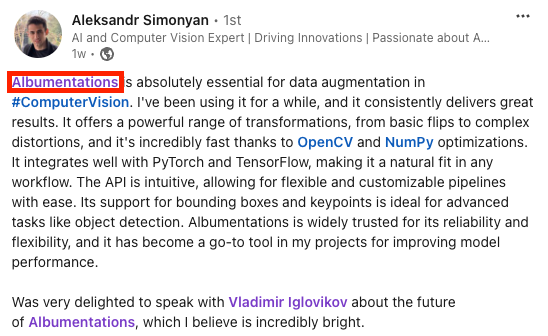 Aleksandr Simonyan • 1st
AI and Computer Vision Expert | Driving Innovations | Passionate about A...
1w •
Albumentations is absolutely essential for data augmentation in
#ComputerVision. I've been using it for a while, and it consistently delivers great
results. It offers a powerful range of transformations, from basic flips to complex
distortions, and it's incredibly fast thanks to OpenCV and NumPy optimizations.
It integrates well with PyTorch and TensorFlow, making it a natural fit in any
workflow. The API is intuitive, allowing for flexible and customizable pipelines
with ease. Its support for bounding boxes and keypoints is ideal for advanced
tasks like object detection. Albumentations is widely trusted for its reliability and
flexibility, and it has become a go-to tool in my projects for improving model
performance.
Was very delighted to speak with Vladimir Iglovikov about the future
of Albumentations, which I believe is incredibly bright.